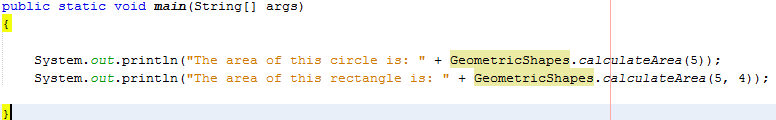 public static void main(String[] args)
{
System.out.println("The area of this circle is: " + GeometricShapes.calculateArea(5));
System.out.println("The area of this rectangle is: " + GeometricShapes.calculateArea(5, 4));
}